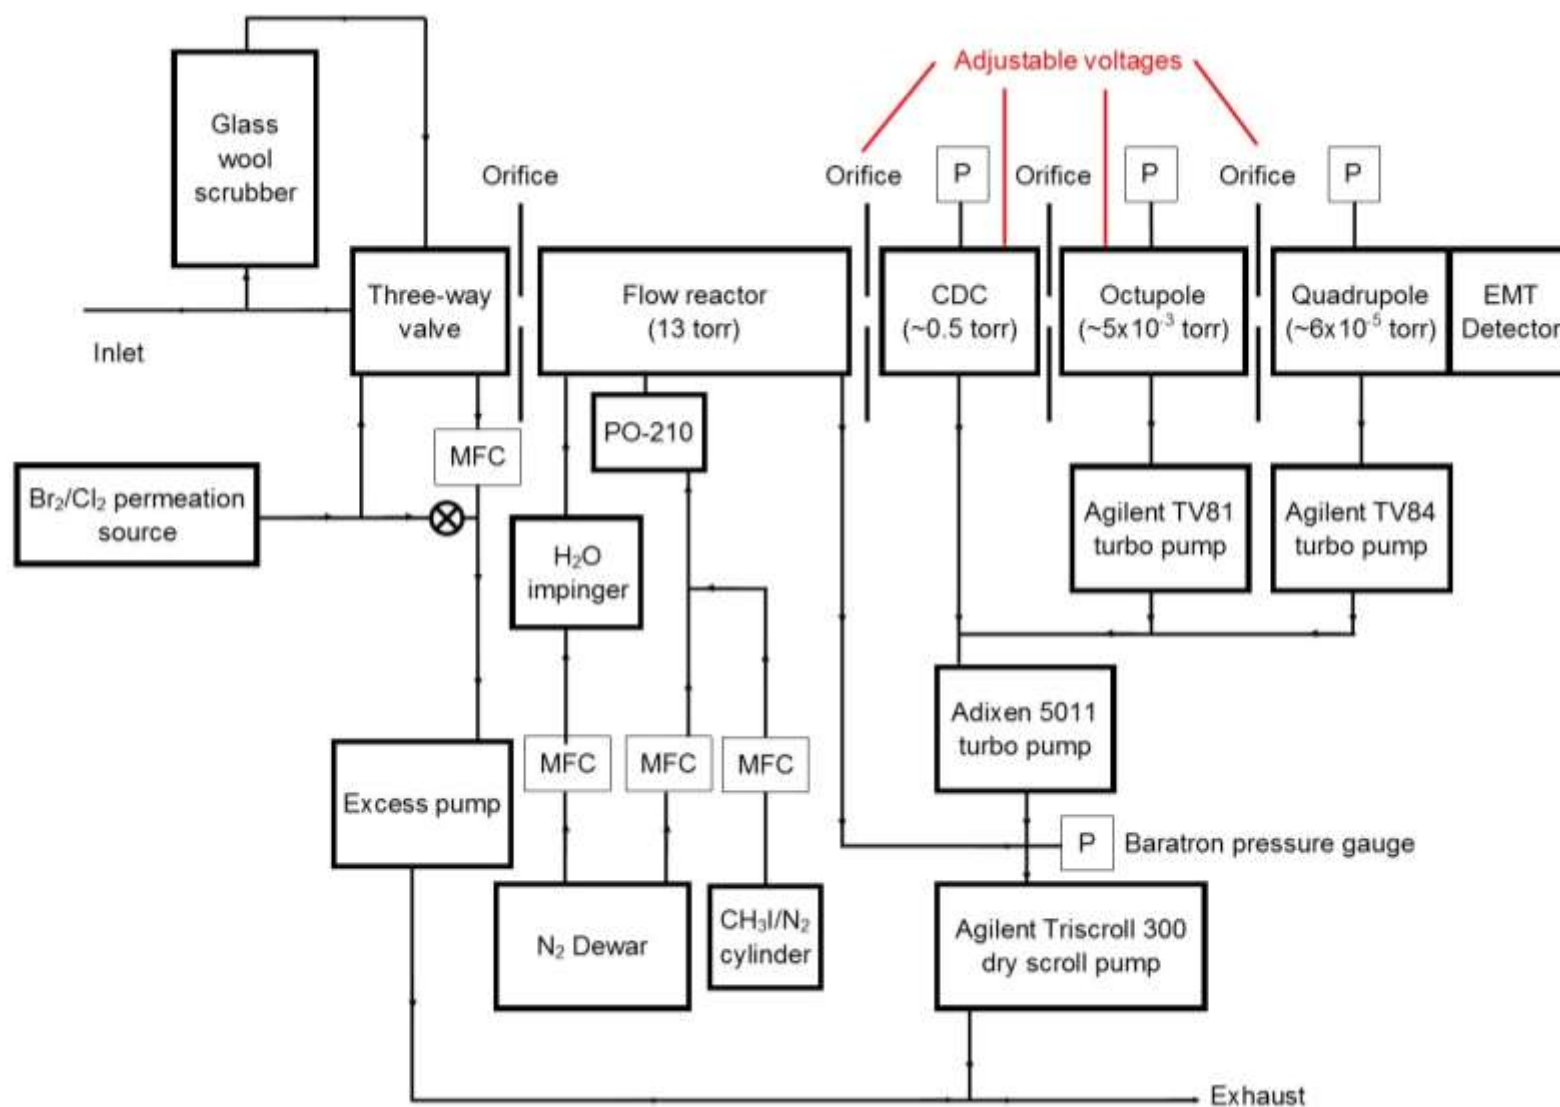 Adjustable voltages
Glass
wool
scrubber
Orifice
Orifice
P
Orifice
P
Orifice
P
Three-way
valve
Flow reactor
(13 torr)
CDC
(~0.5 torr)
Octupole
(~5x10⁻³ torr)
Quadrupole
(~6x10⁻⁵ torr)
EMT
Detector
Inlet
PO-210
MFC
Br₂/Cl₂ permeation
source
H₂O
impinger
Agilent TV81
turbo pump
Agilent TV84
turbo pump
Adixen 5011
turbo pump
MFC
MFC
MFC
Excess pump
P
Baratron pressure gauge
N₂ Dewar
CH₃I/N₂
cylinder
Agilent Triscroll 300
dry scroll pump
Exhaust